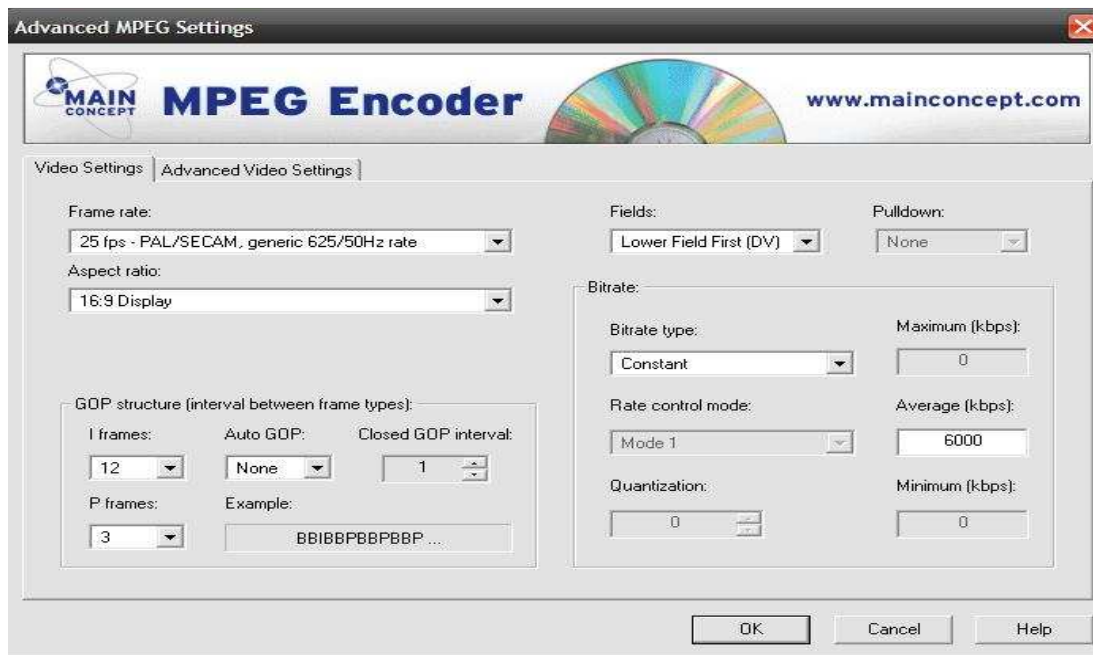 Advanced MPEG Settings
MAIN CONCEPT MPEG Encoder
www.mainconcept.com
Video Settings
Advanced Video Settings
Frame rate:
25 fps - PAL/SECAM, generic 625/50Hz rate
Aspect ratio:
16:9 Display
Fields:
Lower Field First (DV)
Pulldown:
None
GOP structure (interval between frame types):
I frames:
12
Auto GOP:
None
Closed GOP interval:
1
P frames:
3
Example:
BBIBBPBBPBBP ...
Bitrate:
Bitrate type:
Constant
Maximum (kbps):
0
Rate control mode:
Mode 1
Average (kbps):
6000
Quantization:
0
Minimum (kbps):
0
OK
Cancel
Help